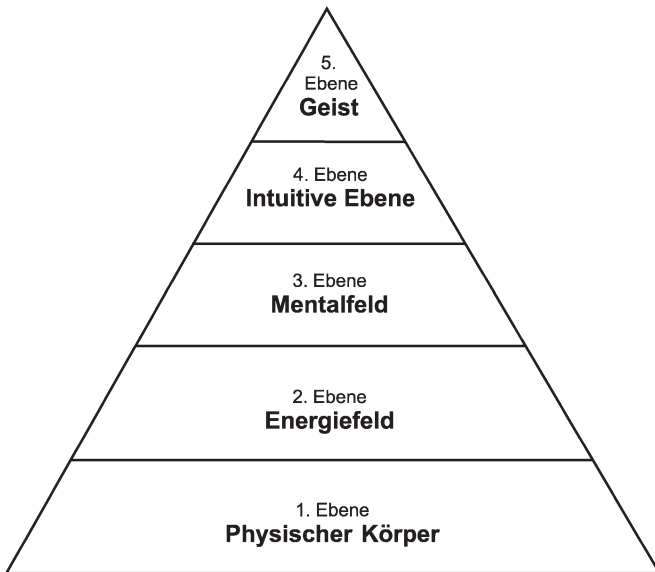 5.
Ebene
Geist
4. Ebene
Intuitive Ebene
3. Ebene
Mentalfeld
2. Ebene
Energiefeld
1. Ebene
Physischer Körper